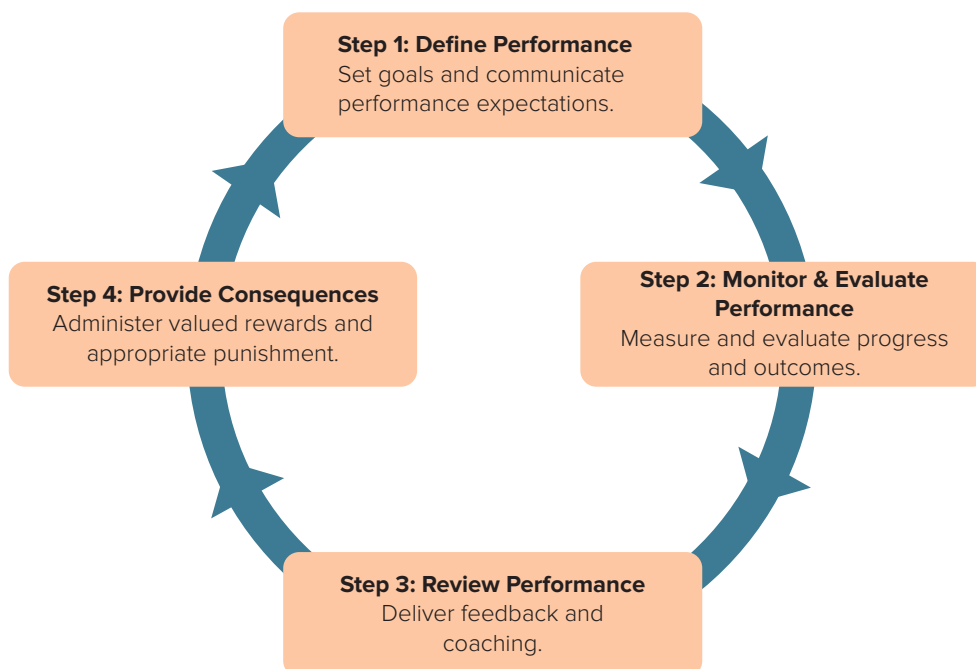 Step 1: Define Performance
Set goals and communicate
performance expectations.
Step 2: Monitor & Evaluate
Performance
Measure and evaluate progress
and outcomes.
Step 3: Review Performance
Deliver feedback and
coaching.
Step 4: Provide Consequences
Administer valued rewards and
appropriate punishment.